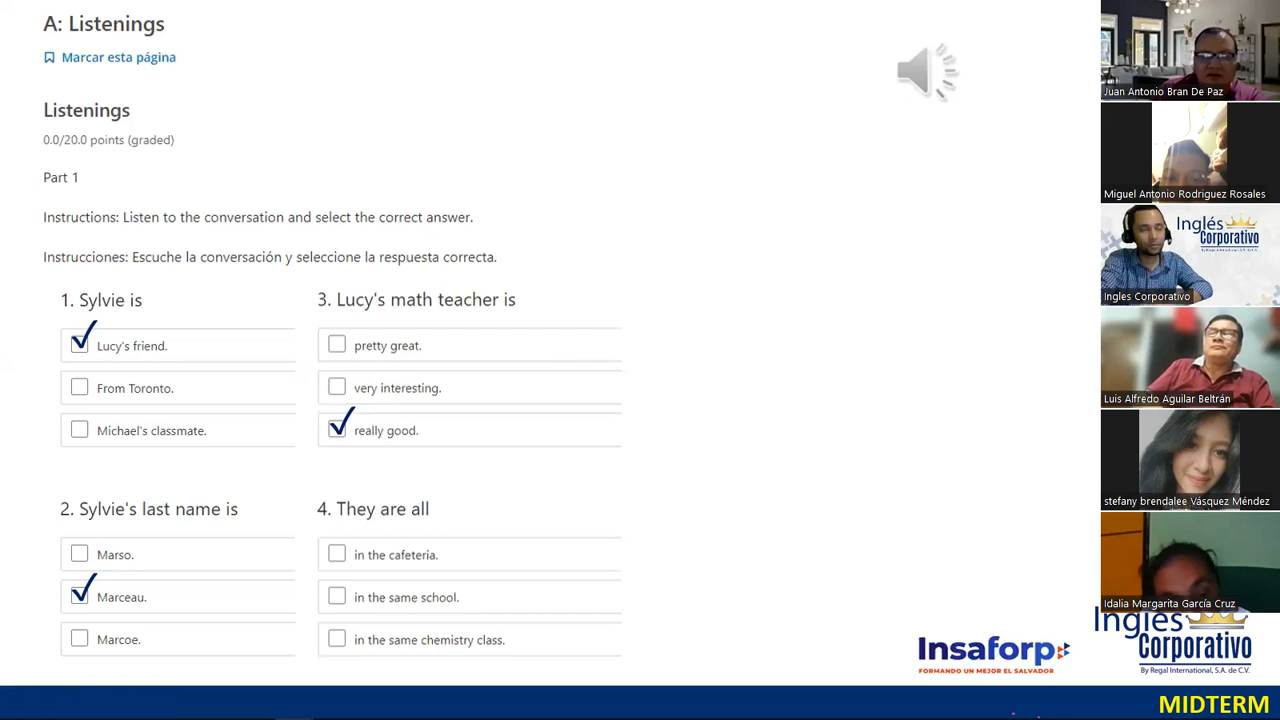 A: Listenings
Marcar esta página
Listenings
0.0/20.0 points (graded)
Part 1
Instructions: Listen to the conversation and select the correct answer.
Instrucciones: Escuche la conversación y seleccione la respuesta correcta.
1. Sylvie is
Lucy's friend.
From Toronto.
Michael's classmate.
2. Sylvie's last name is
Marso.
Marceau.
Marcoe.
3. Lucy's math teacher is
pretty great.
very interesting.
really good.
4. They are all
in the cafeteria.
in the same school.
in the same chemistry class.
Juan Antonio Bran De Paz
Miguel Antonio Rodriguez Rosales
Inglés
Corporativo
By Regal International, S.A. de C.V.
Ingles Corporativo
Luis Alfredo Aguilar Beltrán
stefany brendalee Vásquez Méndez
Idalia Margarita García Cruz
Insaforp
FORMANDO UN MEJOR EL SALVADOR
Inglés
Corporativo
By Regal International, S.A. de C.V.
MIDTERM